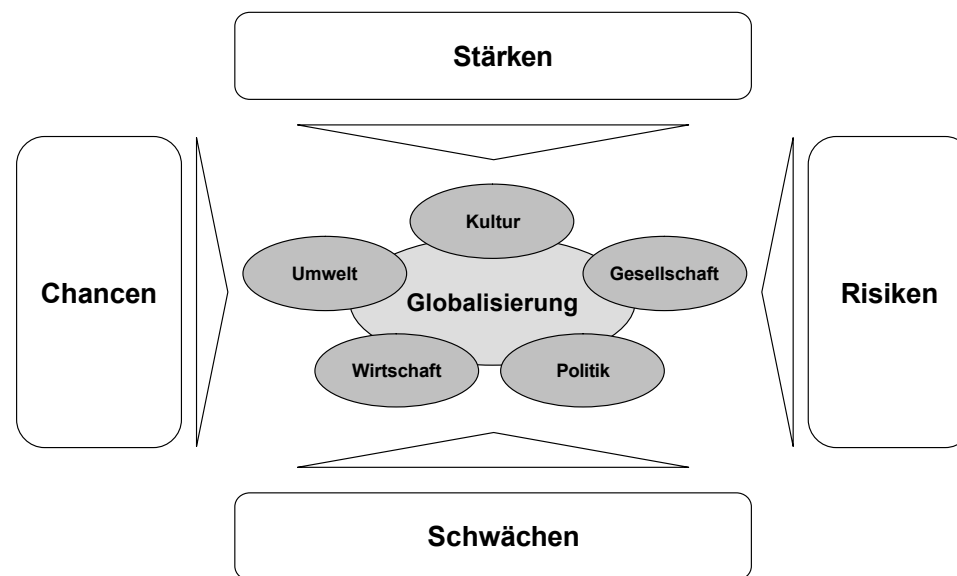 Stärken
Kultur
Umwelt
Gesellschaft
Chancen
Globalisierung
Risiken
Wirtschaft
Politik
Schwächen